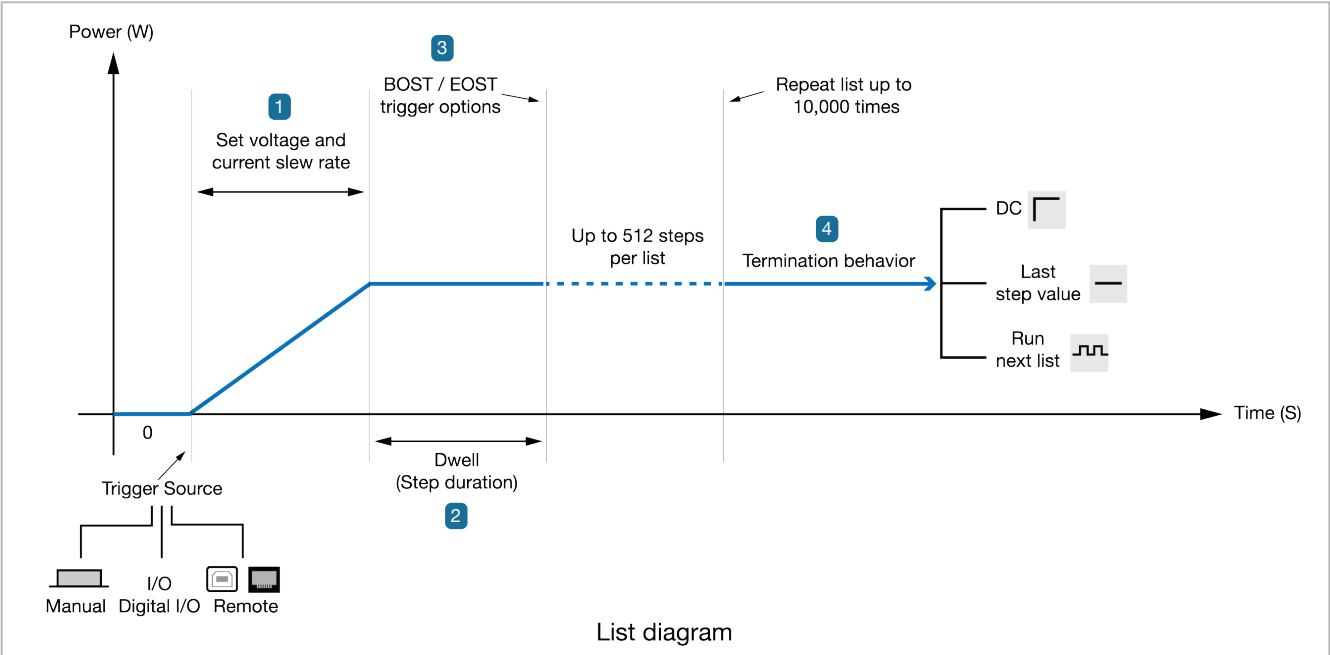 Power (W)
3
BOST / EOST
trigger options
Repeat list up to
10,000 times
1
Set voltage and
current slew rate
DC
Up to 512 steps
per list
4
Termination behavior
Last
step value
Run
next list
0
Time (S)
Dwell
(Step duration)
2
Trigger Source
Manual
I/O
Digital I/O
Remote
List diagram